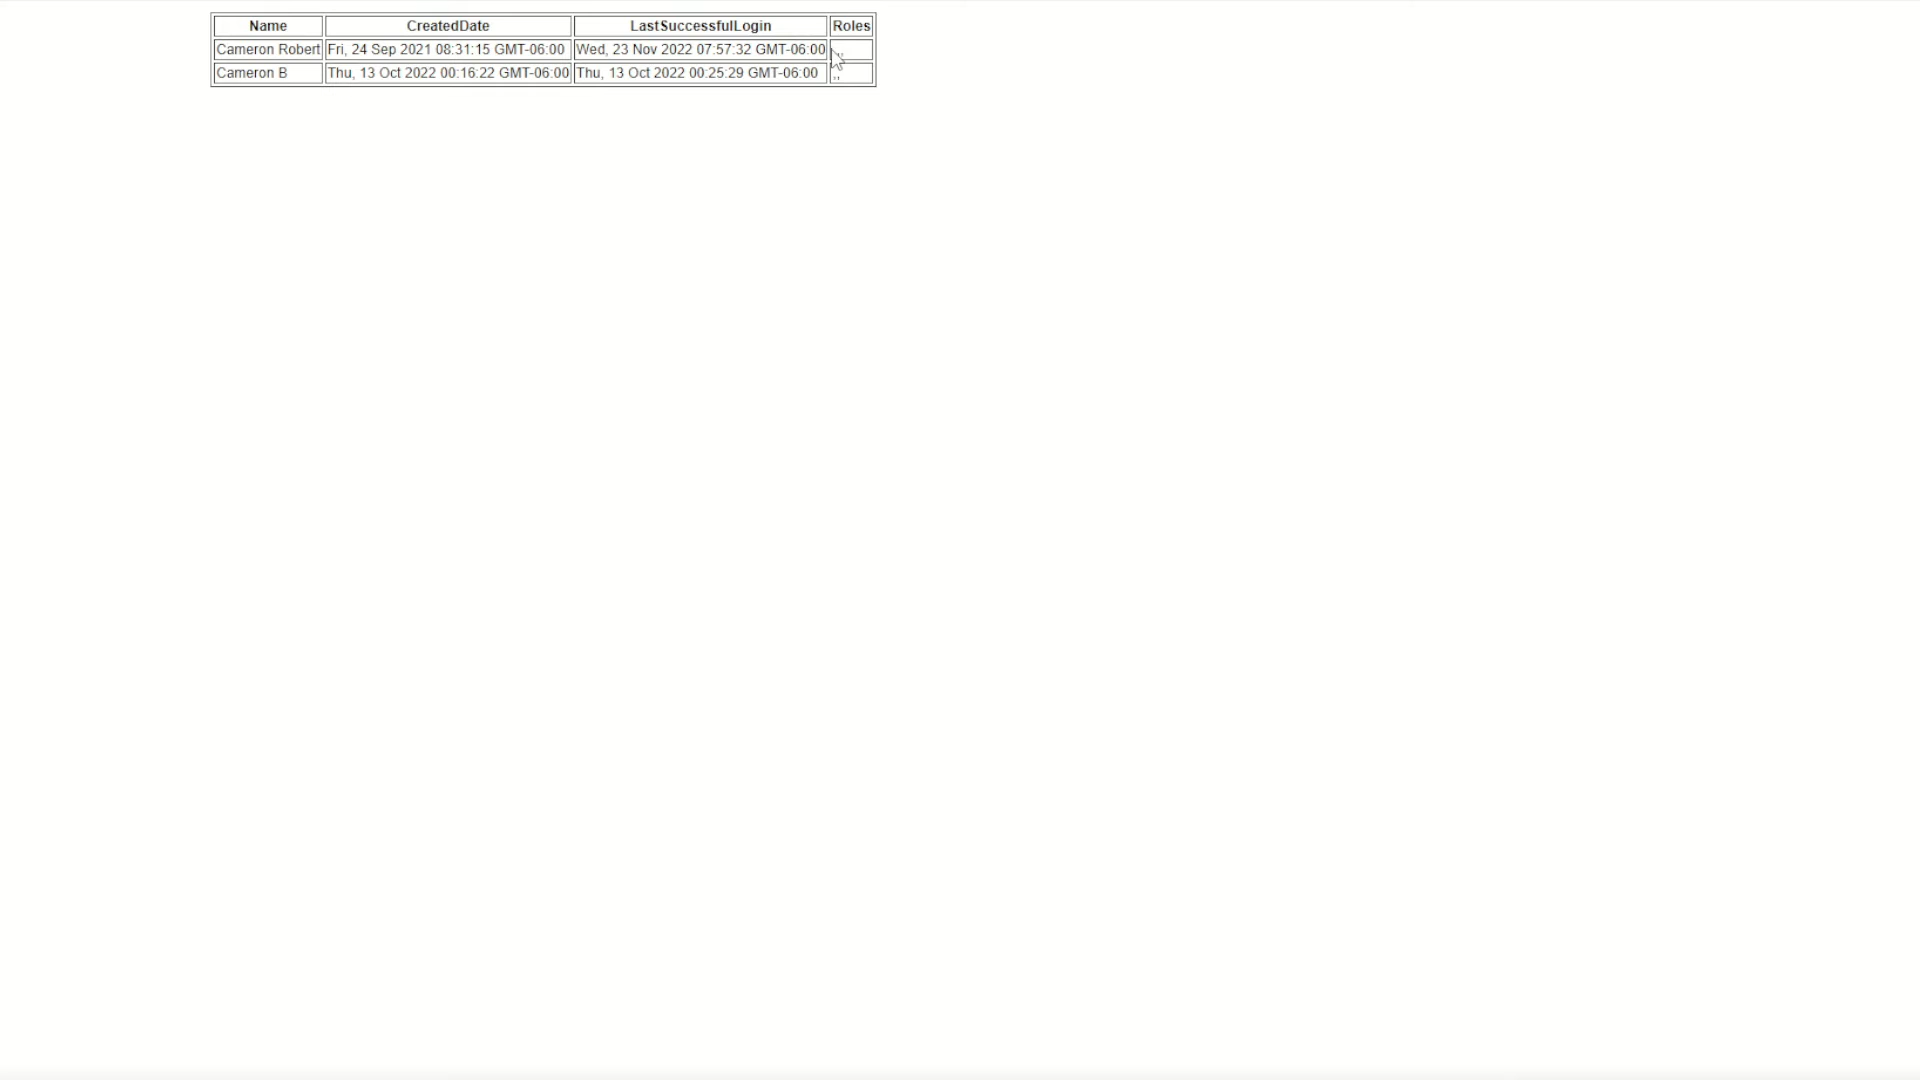 Name CreatedDate LastSuccessfulLogin Roles
Cameron Robert Fri, 24 Sep 2021 08:31:15 GMT-06:00 Wed, 23 Nov 2022 07:57:32 GMT-06:00
Cameron B Thu, 13 Oct 2022 00:16:22 GMT-06:00 Thu, 13 Oct 2022 00:25:29 GMT-06:00 ,,